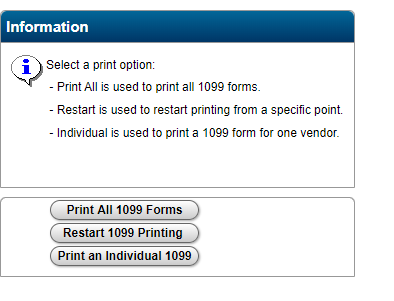 Information
Select a print option:
- Print All is used to print all 1099 forms.
- Restart is used to restart printing from a specific point.
- Individual is used to print a 1099 form for one vendor.
Print All 1099 Forms
Restart 1099 Printing
Print an Individual 1099